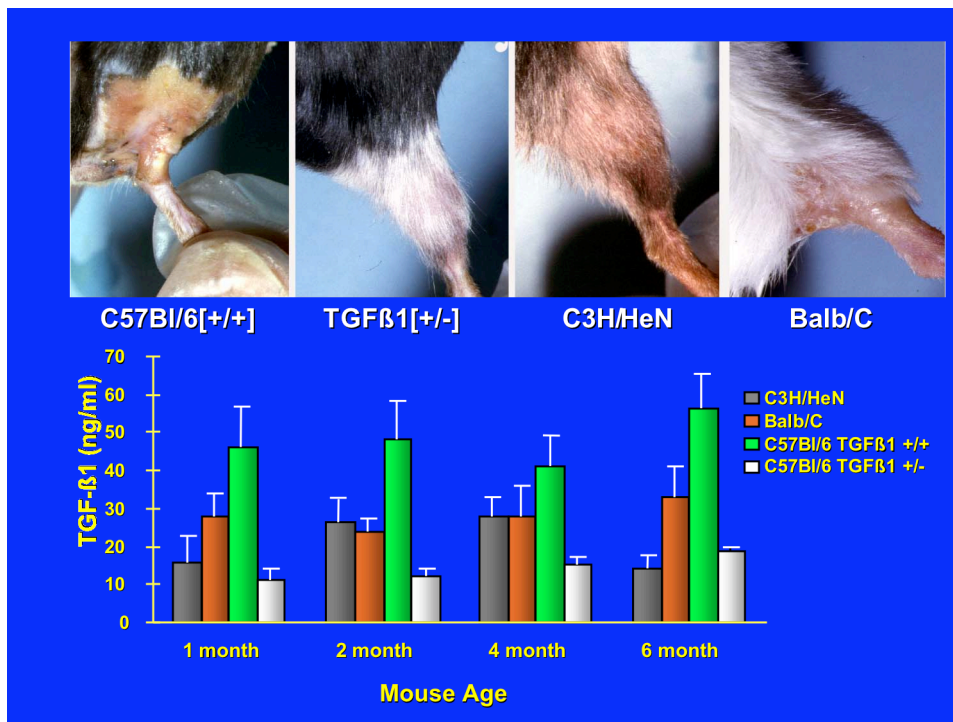 C57Bl/6[+/+]
TGFß1[+/-]
C3H/HeN
Balb/C
TGF-ß1 (ng/ml)
70
60
50
40
30
20
10
0
C3H/HeN
Balb/C
C57Bl/6 TGFß1 +/+
C57Bl/6 TGFß1 +/-
1 month
2 month
4 month
6 month
Mouse Age